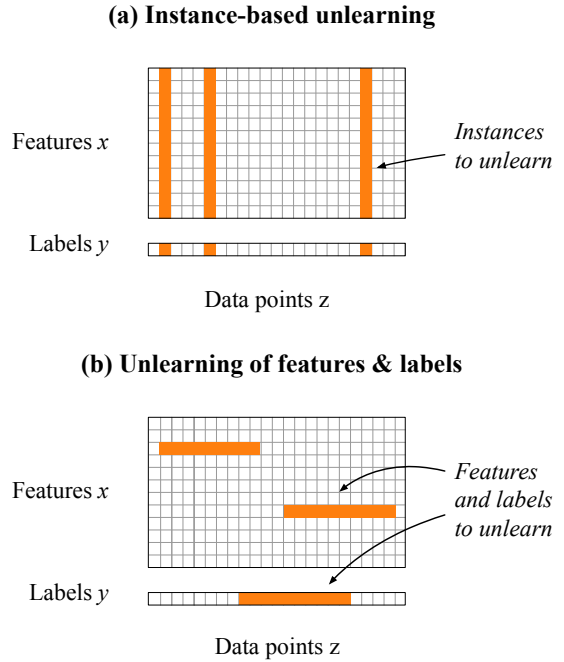 (a) Instance-based unlearning
Features x
Instances
to unlearn
Labels y
Data points z
(b) Unlearning of features & labels
Features x
Features
and labels
to unlearn
Labels y
Data points z